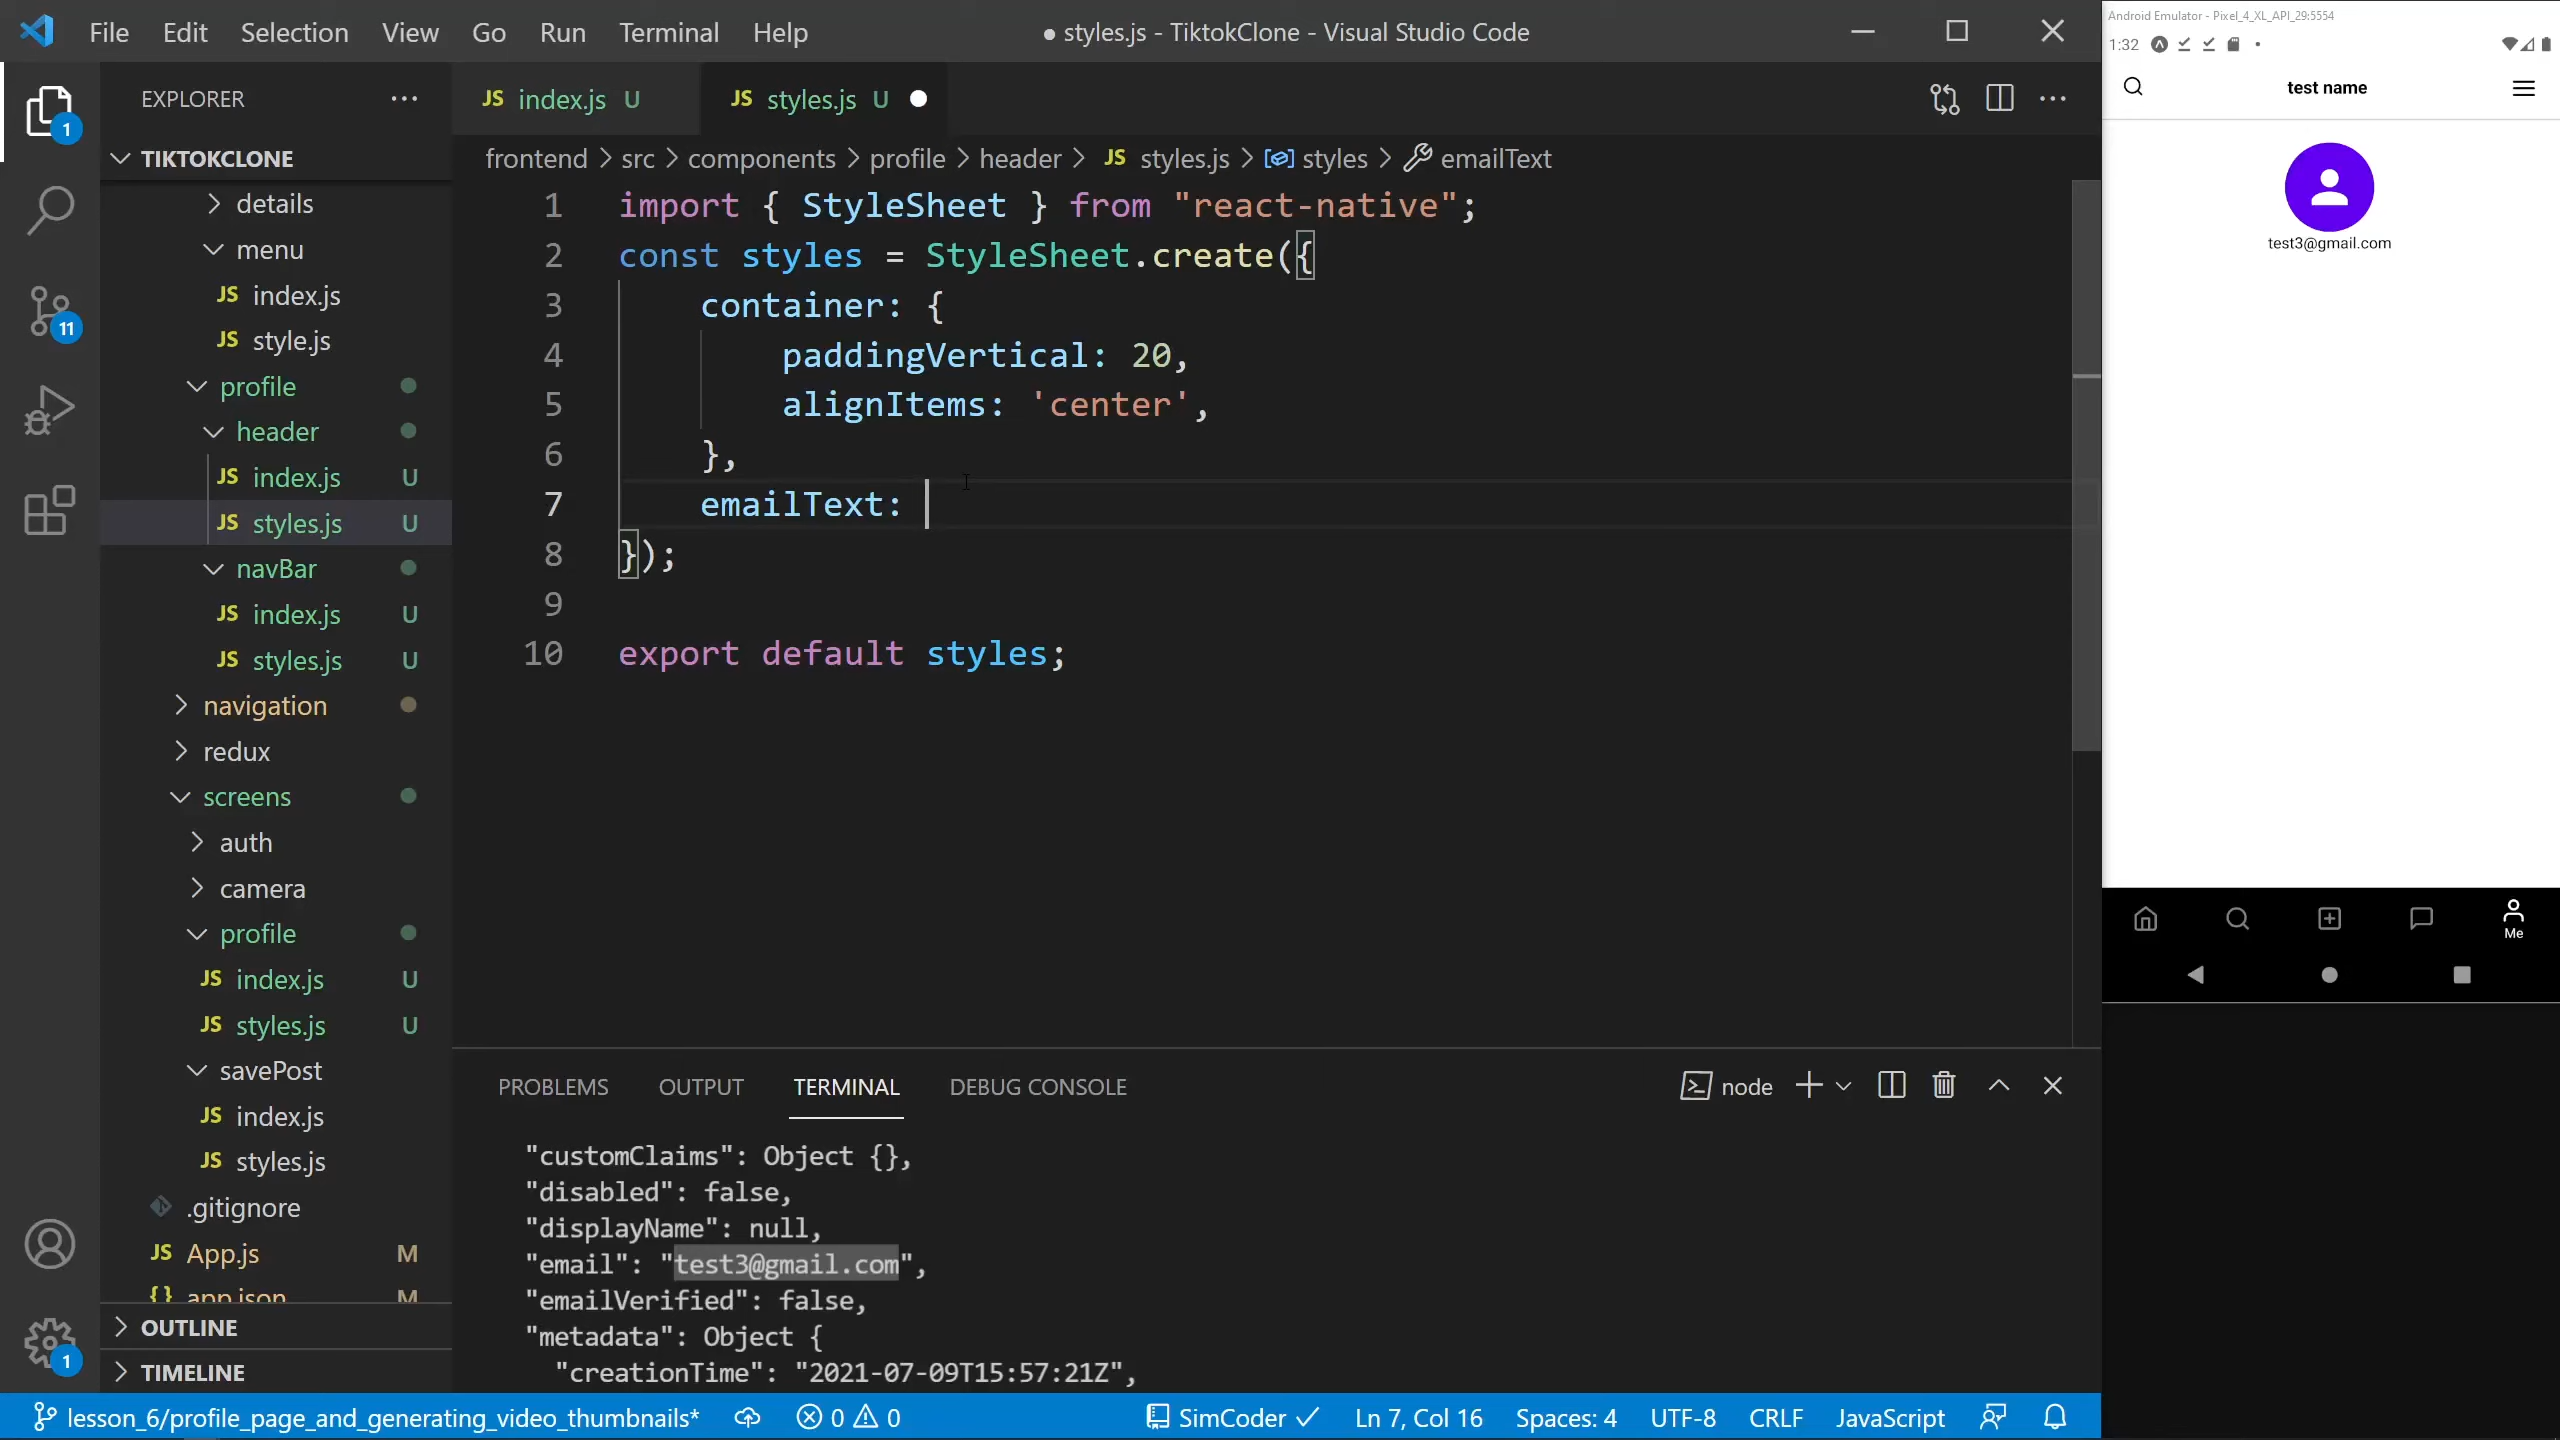 File Edit Selection View Go Run Terminal Help
● styles.js - TiktokClone - Visual Studio Code
EXPLORER
TIKTOKCLONE
details
menu
JS index.js
JS style.js
profile
header
JS index.js U
JS styles.js U
navBar
JS index.js U
JS styles.js U
navigation
redux
screens
auth
camera
profile
JS index.js U
JS styles.js U
savePost
JS index.js
JS styles.js
.gitignore
JS App.js M
{} app.json M
OUTLINE
TIMELINE
1
11
1
JS index.js U
JS styles.js U
frontend > src > components > profile > header > JS styles.js > styles > emailText
1 import { StyleSheet } from "react-native";
2 const styles = StyleSheet.create({
3 container: {
4 paddingVertical: 20,
5 alignItems: 'center',
6 },
7 emailText:
8 });
9
10 export default styles;
PROBLEMS OUTPUT TERMINAL DEBUG CONSOLE
node
"customClaims": Object {},
"disabled": false,
"displayName": null,
"email": "test3@gmail.com",
"emailVerified": false,
"metadata": Object {
"creationTime": "2021-07-09T15:57:21Z",
lesson_6/profile_page_and_generating_video_thumbnails* 0 0 SimCoder Ln 7, Col 16 Spaces: 4 UTF-8 CRLF JavaScript
Android Emulator - Pixel_4_XL_API_29:5554
1:32
test name
test3@gmail.com
Me